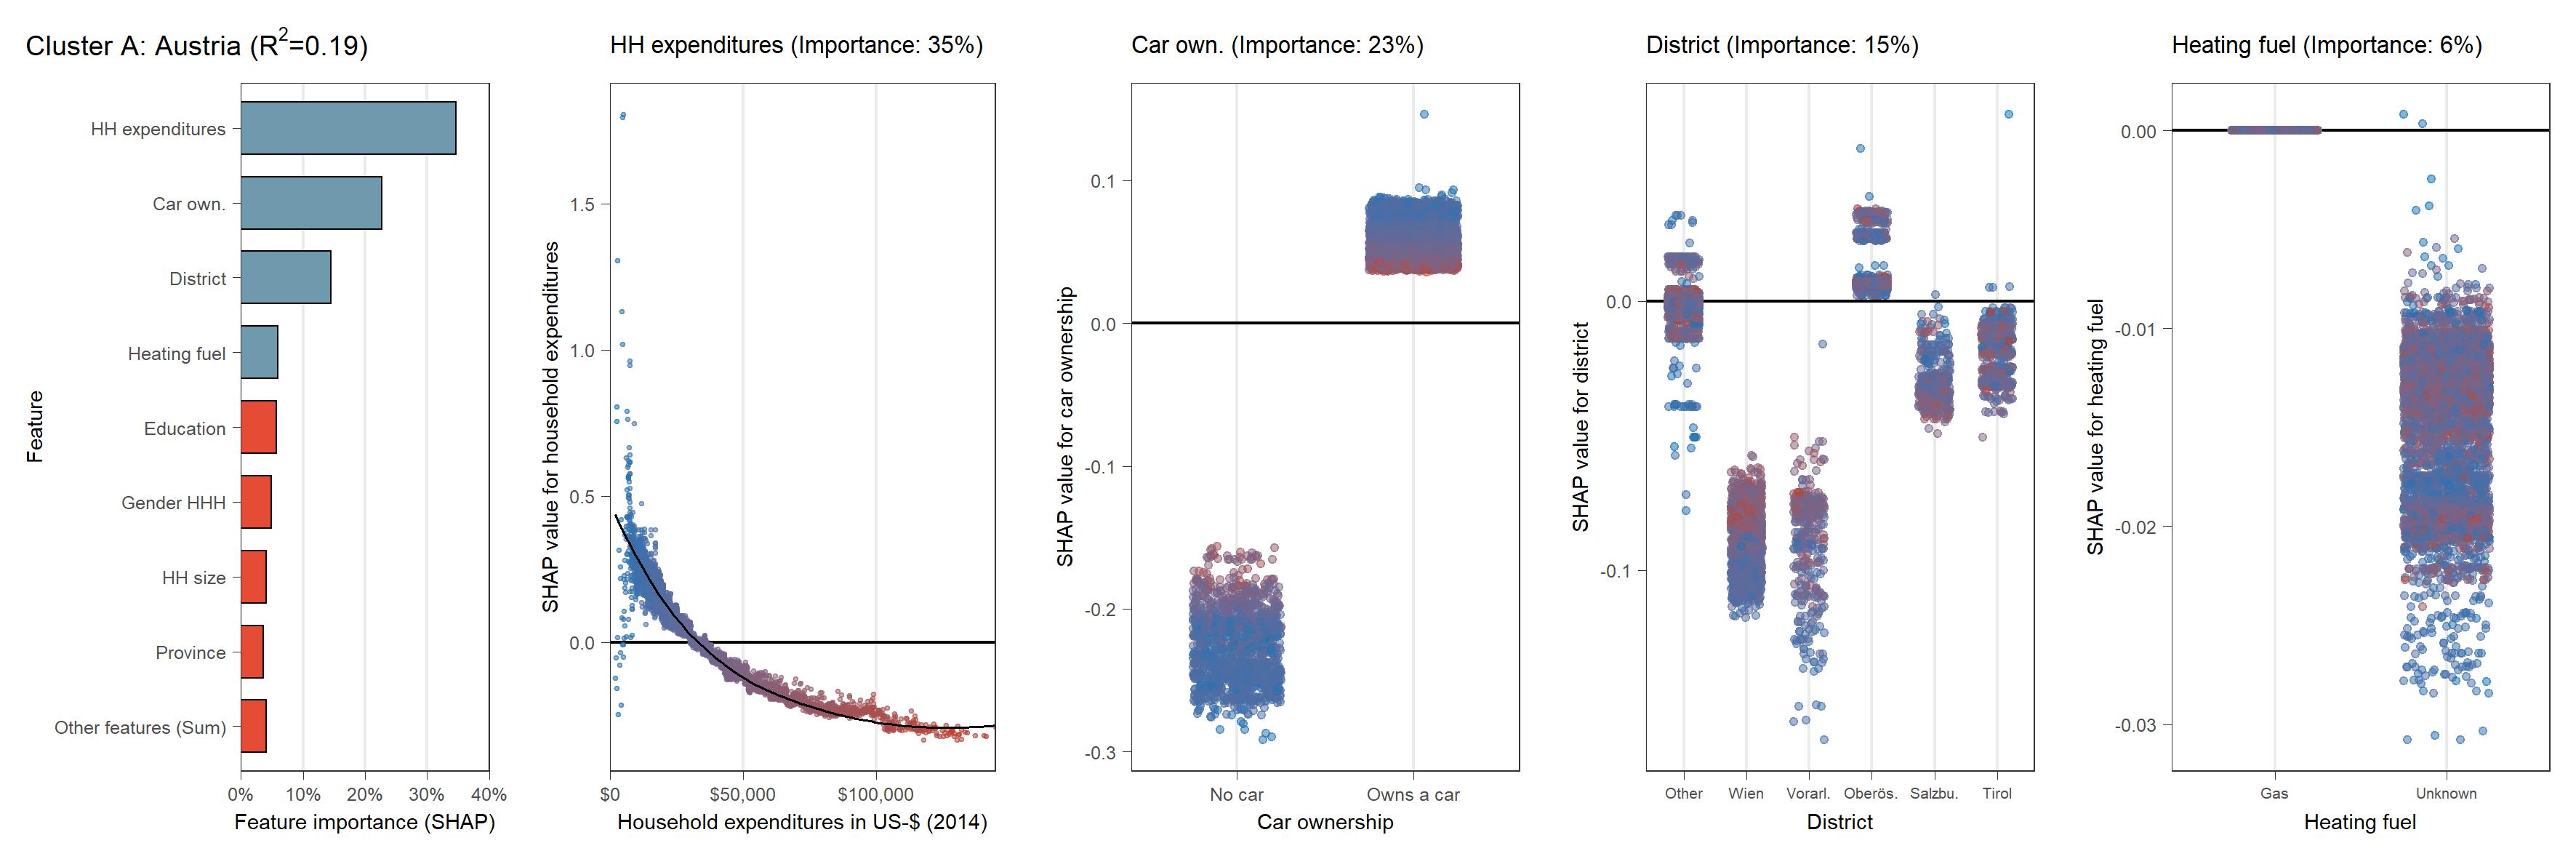 Cluster A: Austria (R2=0.19)
Feature
HH expenditures
Car own.
District
Heating fuel
Education
Gender HHH
HH size
Province
Other features (Sum)
0% 10% 20% 30% 40%
Feature importance (SHAP)
HH expenditures (Importance: 35%)
SHAP value for household expenditures
1.5
1.0
0.5
0.0
$0 $50,000 $100,000
Household expenditures in US-$ (2014)
Car own. (Importance: 23%)
SHAP value for car ownership
0.1
0.0
-0.1
-0.2
-0.3
No car Owns a car
Car ownership
District (Importance: 15%)
SHAP value for district
0.0
-0.1
Other Wien Vorarl. Oberös. Salzbu. Tirol
District
Heating fuel (Importance: 6%)
SHAP value for heating fuel
0.00
-0.01
-0.02
-0.03
Gas Unknown
Heating fuel